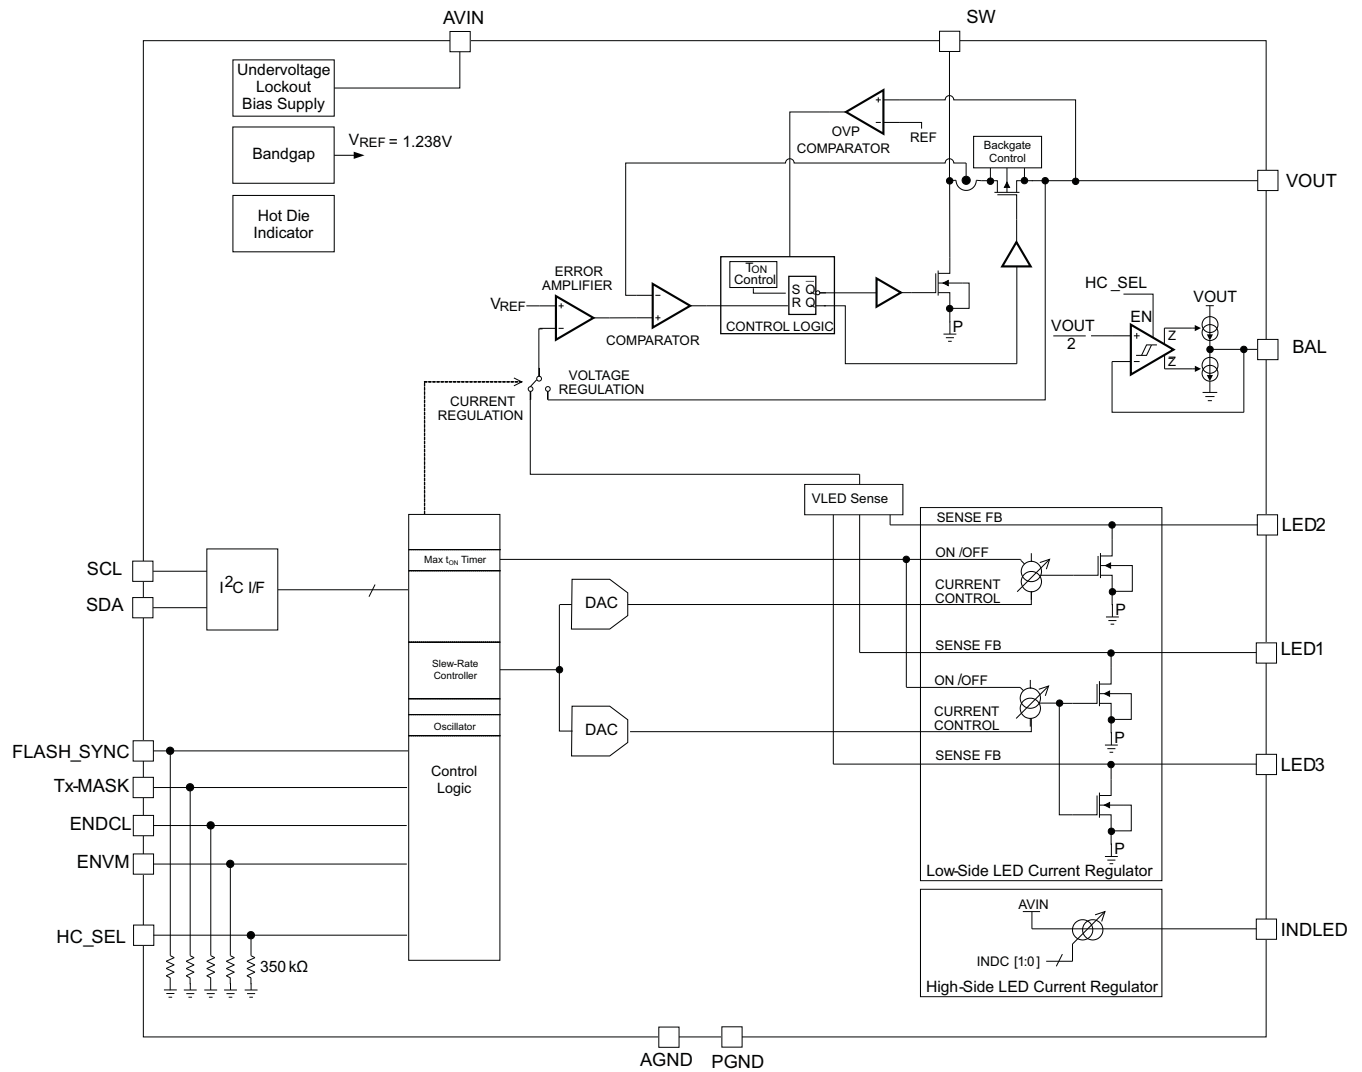 AVIN
SW
Undervoltage
Lockout
Bias Supply
Bandgap
VREF = 1.238V
Hot Die
Indicator
OVP
COMPARATOR
+
−
REF
Backgate
Control
VOUT
ERROR
AMPLIFIER
VREF
+
−
−
+
COMPARATOR
TON
Control
S Q̅
R Q
CONTROL LOGIC
P
HC_SEL
EN
VOUT
VOUT
2
+
−
Z
Z
BAL
VOLTAGE
REGULATION
CURRENT
REGULATION
VLED Sense
SENSE FB
LED2
ON /OFF
CURRENT
CONTROL
P
SCL
SDA
I2C I/F
Max tON Timer
DAC
Slew-Rate
Controller
SENSE FB
LED1
ON /OFF
CURRENT
CONTROL
P
DAC
Oscillator
Control
Logic
FLASH_SYNC
Tx-MASK
ENDCL
ENVM
HC_SEL
350 kΩ
SENSE FB
LED3
P
Low-Side LED Current Regulator
AVIN
INDC [1:0]
INDLED
High-Side LED Current Regulator
AGND
PGND